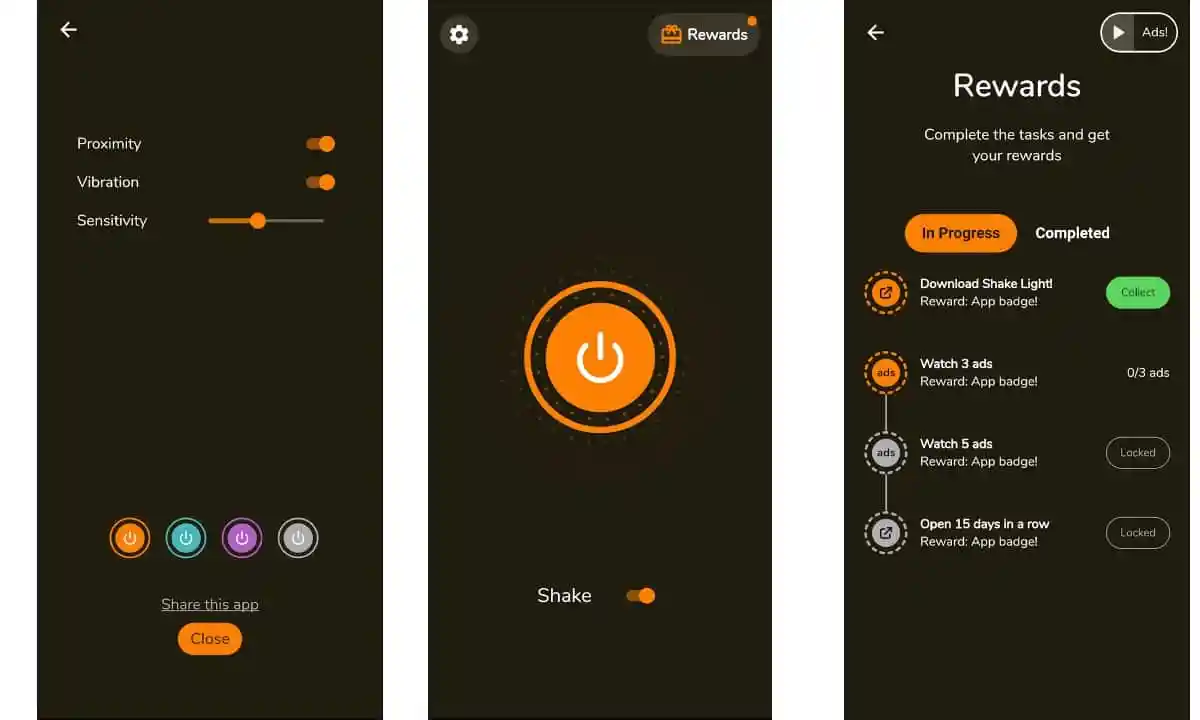 Proximity
Vibration
Sensitivity
Share this app
Close
Rewards
Shake
Ads!
Rewards
Complete the tasks and get
your rewards
In Progress
Completed
Download Shake Light!
Reward: App badge!
Collect
ads
Watch 3 ads
Reward: App badge!
0/3 ads
ads
Watch 5 ads
Reward: App badge!
Locked
Open 15 days in a row
Reward: App badge!
Locked